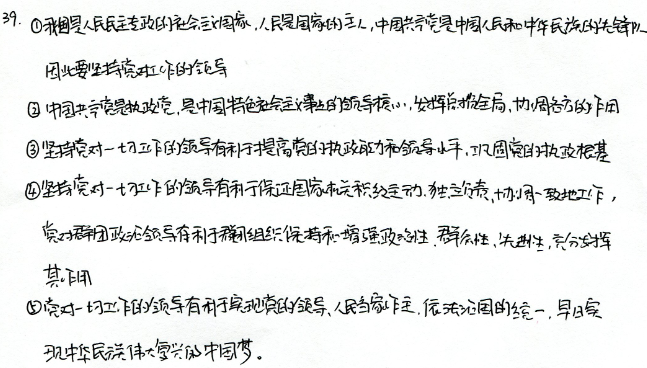 39. ①我国是人民民主专政的社会主义国家,人民是国家的主人,中国共产党是中国人民和中华民族的先锋队
因此要坚持党对工作的领导
②中国共产党是执政党,是中国特色社会主义事业的领导核心,发挥总揽全局,协调各方的作用
③坚持党对一切工作的领导有利于提高党的执政能力和领导水平,巩固党的执政根基
④坚持党对一切工作的领导有利于保证国家机关积极主动.独立负责.协调一致地工作,
党对群团政治领导有利于群团组织保持和增强政治性.群众性.先进性,充分发挥
其作用
⑤党对一切工作的领导有利于实现党的领导、人民当家作主.依法治国的统一,早日实
现中华民族伟大复兴的中国梦。